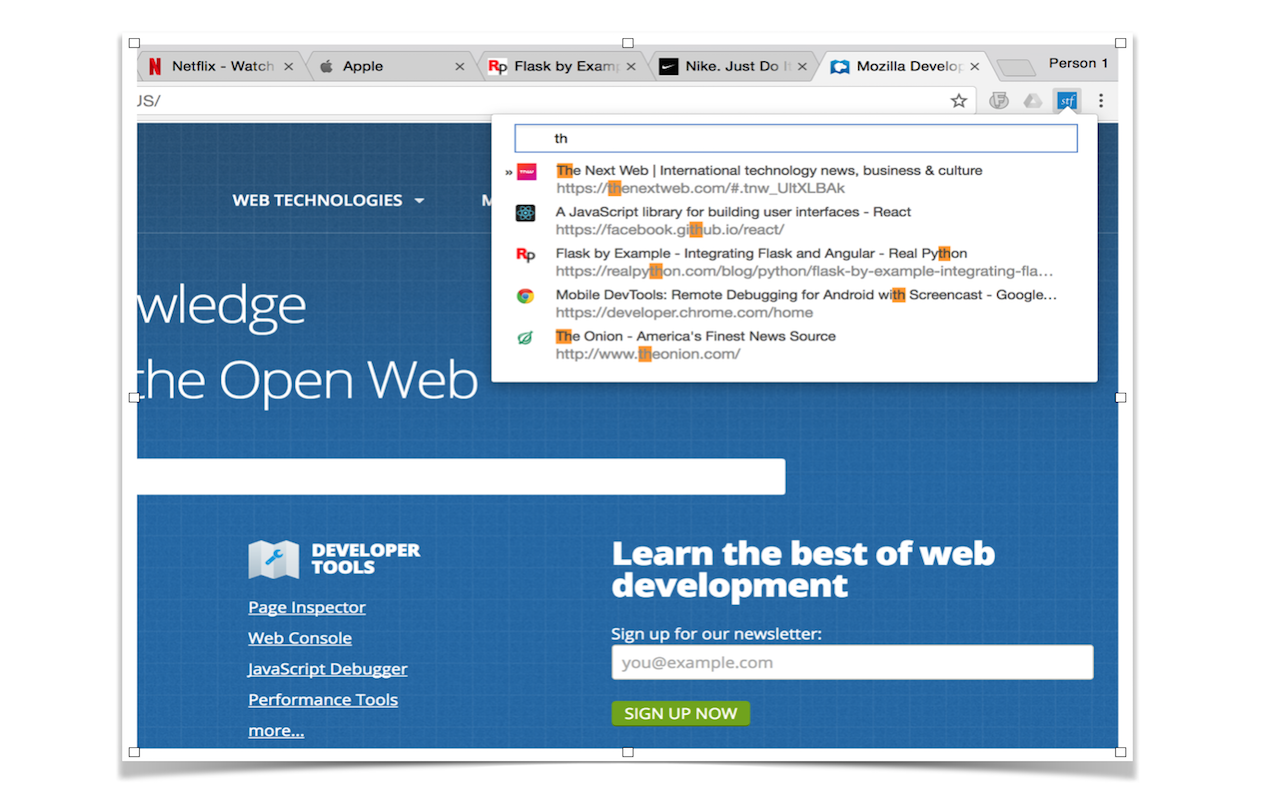 Netflix - Watch
Apple
Rp Flask by Examp
Nike. Just Do It
Mozilla Develop
Person 1
US/
stf
th
» TNW The Next Web | International technology news, business & culture
https://thenextweb.com/#.tnw_UltXLBAk
A JavaScript library for building user interfaces - React
https://facebook.github.io/react/
Rp Flask by Example - Integrating Flask and Angular - Real Python
https://realpython.com/blog/python/flask-by-example-integrating-fla...
Mobile DevTools: Remote Debugging for Android with Screencast - Google...
https://developer.chrome.com/home
The Onion - America's Finest News Source
http://www.theonion.com/
WEB TECHNOLOGIES
M
wledge
the Open Web
DEVELOPER
TOOLS
Page Inspector
Web Console
JavaScript Debugger
Performance Tools
more...
Learn the best of web
development
Sign up for our newsletter:
you@example.com
SIGN UP NOW